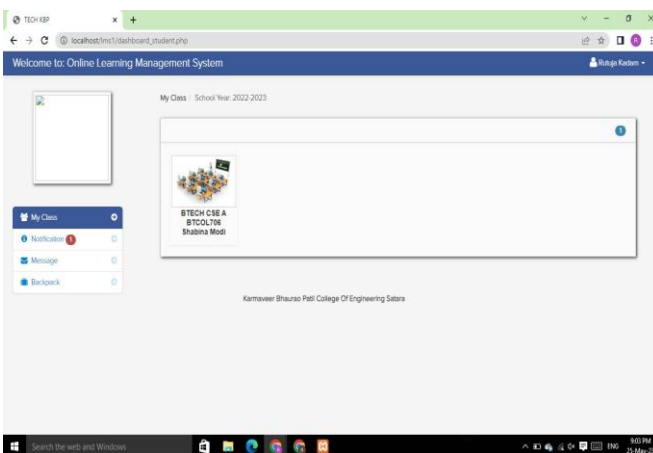 TECH KBP
localhost/lms1/dashboard_student.php
Welcome to: Online Learning Management System
Rutuja Kadam
My Class / School Year: 2022-2023
1
BTECH CSE A
BTCOL706
Shabina Modi
My Class
Notification 1
Message
Backpack
Karmaveer Bhaurao Patil College Of Engineering Satara
Search the web and Windows
ENG
9:03 PM